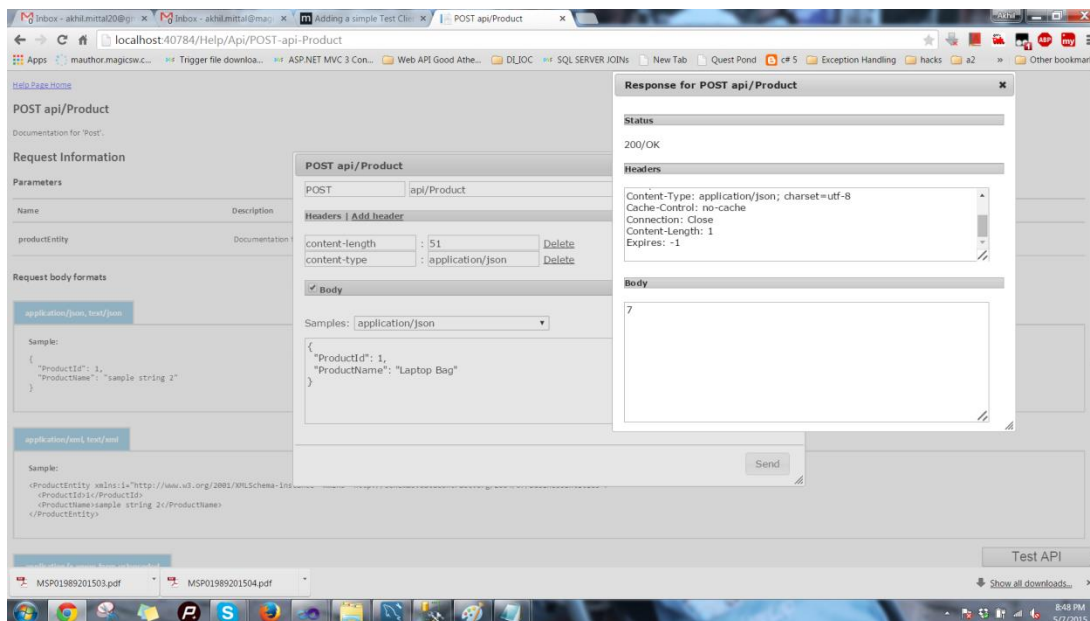 Inbox - akhil.mittal20@g
Inbox - akhil.mittal@mag
Adding a simple Test Clie
POST api/Product
Akhil
localhost:40784/Help/Api/POST-api-Product
Apps
mauthor.magicsw.c...
Trigger file downloa...
ASP.NET MVC 3 Con...
Web API Good Athe...
DI,IOC
SQL SERVER JOINs
New Tab
Quest Pond
c# 5
Exception Handling
hacks
a2
»
Other bookmar
Help Page Home
POST api/Product
Documentation for 'Post'.
Request Information
Parameters
Name
Description
productEntity
Documentation
Request body formats
application/json, text/json
Sample:
{
"ProductId": 1,
"ProductName": "sample string 2"
}
application/xml, text/xml
Sample:
<ProductEntity xmlns:i="http://www.w3.org/2001/XMLSchema-ins
<ProductId>1</ProductId>
<ProductName>sample string 2</ProductName>
</ProductEntity>
POST api/Product
POST
api/Product
Headers | Add header
content-length : 51 Delete
content-type : application/json Delete
Body
Samples: application/json
{
"ProductId": 1,
"ProductName": "Laptop Bag"
}
Send
Response for POST api/Product
Status
200/OK
Headers
Content-Type: application/json; charset=utf-8
Cache-Control: no-cache
Connection: Close
Content-Length: 1
Expires: -1
Body
7
Test API
MSP01989201503.pdf
MSP01989201504.pdf
Show all downloads...
8:48 PM
5/7/2015